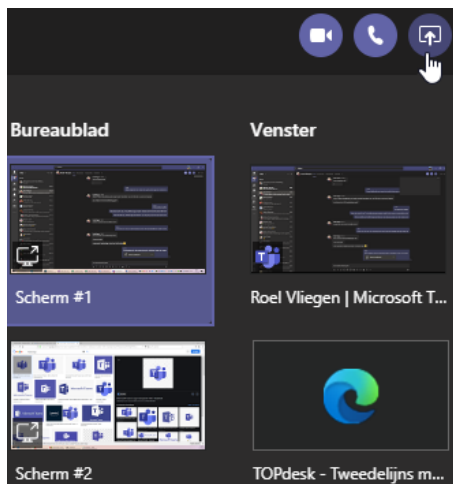 Bureaublad
Venster
Scherm #1
Roel Vliegen | Microsoft T...
Scherm #2
TOPdesk - Tweedelijns m...